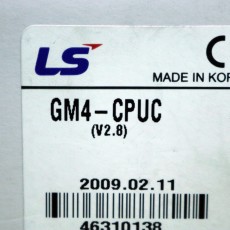 LS
MADE IN KOR
GM4-CPUC
(V2.8)
2009.02.11
46310138